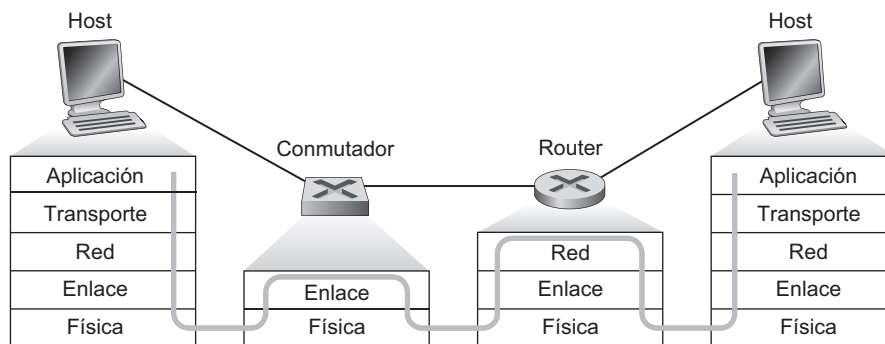 Host
Host
Conmutador
Router
Aplicación
Transporte
Red
Enlace
Física
Enlace
Física
Red
Enlace
Física
Aplicación
Transporte
Red
Enlace
Física